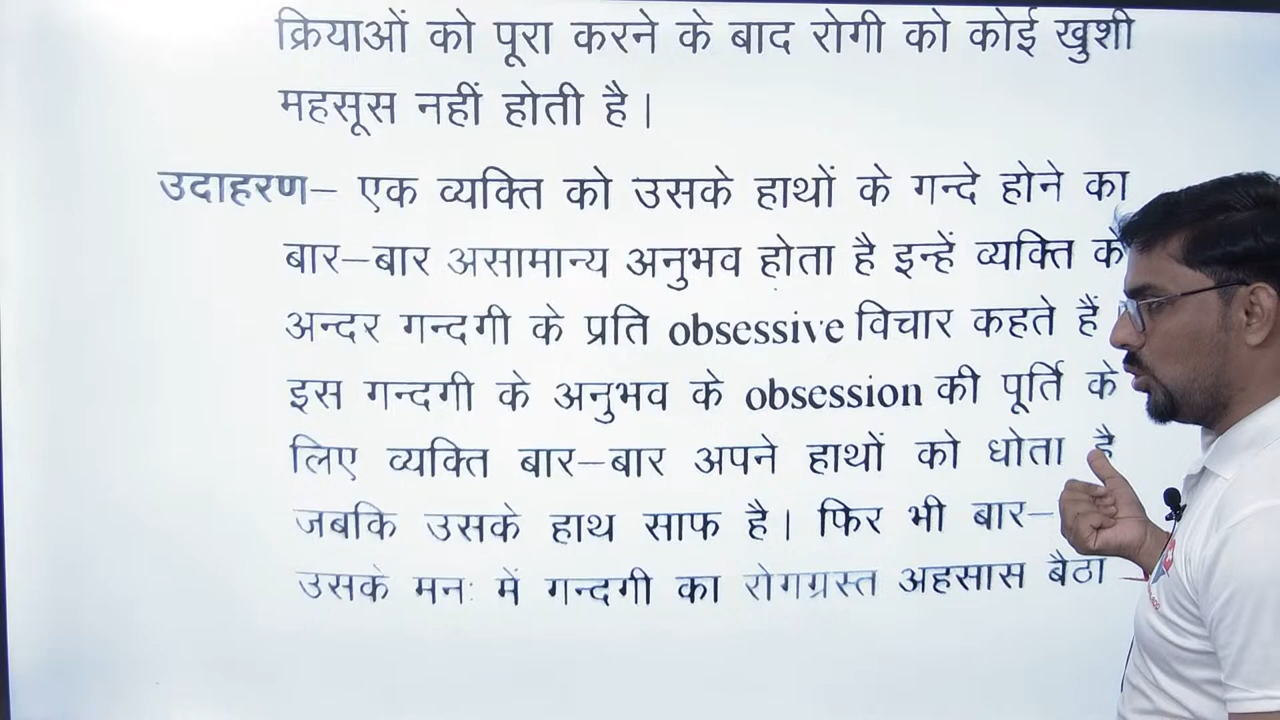 क्रियाओं को पूरा करने के बाद रोगी को कोई खुशी
महसूस नहीं होती है।
उदाहरण– एक व्यक्ति को उसके हाथों के गन्दे होने का
बार–बार असामान्य अनुभव होता है इन्हें व्यक्ति के
अन्दर गन्दगी के प्रति obsessive विचार कहते हैं
इस गन्दगी के अनुभव के obsession की पूर्ति के
लिए व्यक्ति बार–बार अपने हाथों को धोता है
जबकि उसके हाथ साफ है। फिर भी बार–
उसके मनः में गन्दगी का रोगग्रस्त अहसास बैठा